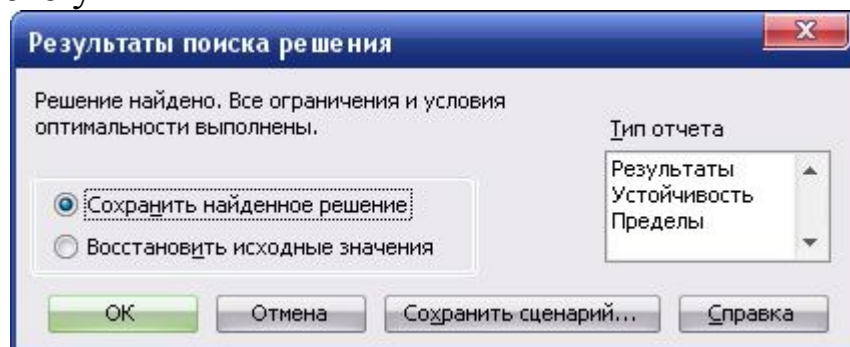 Результаты поиска решения
Решение найдено. Все ограничения и условия
оптимальности выполнены.
Тип отчета
Результаты
Устойчивость
Пределы
Сохранить найденное решение
Восстановить исходные значения
ОК
Отмена
Сохранить сценарий...
Справка